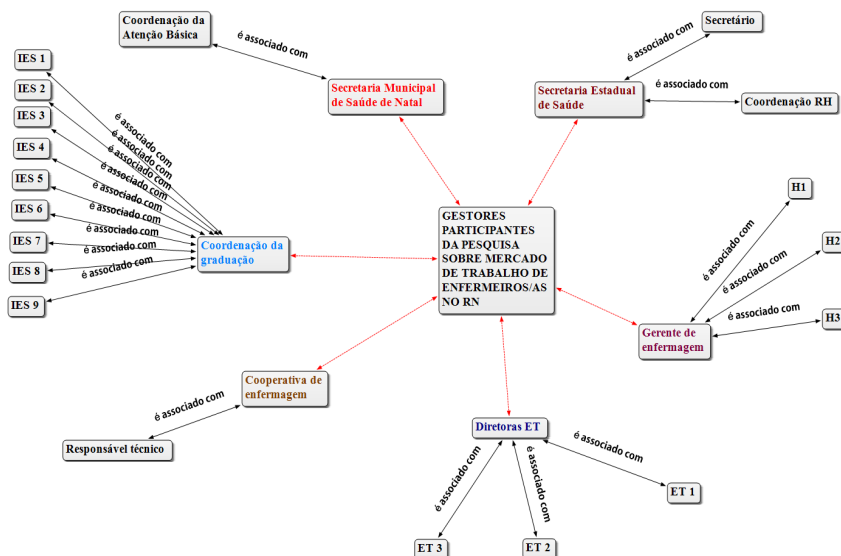 Coordenação da
Atenção Básica
é associado com
Secretaria Municipal
de Saúde de Natal
Secretário
é associado com
Secretaria Estadual
de Saúde
é associado com
Coordenação RH
IES 1
IES 2
IES 3
IES 4
IES 5
IES 6
IES 7
IES 8
IES 9
é associado com
é associado com
é associado com
é associado com
é associado com
é associado com
é associado com
é associado com
é associado com
Coordenação da
graduação
GESTORES
PARTICIPANTES
DA PESQUISA
SOBRE MERCADO
DE TRABALHO DE
ENFERMEIROS/AS
NO RN
H1
H2
H3
é associado com
é associado com
é associado com
Gerente de
enfermagem
Cooperativa de
enfermagem
é associado com
Responsável técnico
Diretoras ET
é associado com
é associado com
é associado com
ET 1
ET 2
ET 3